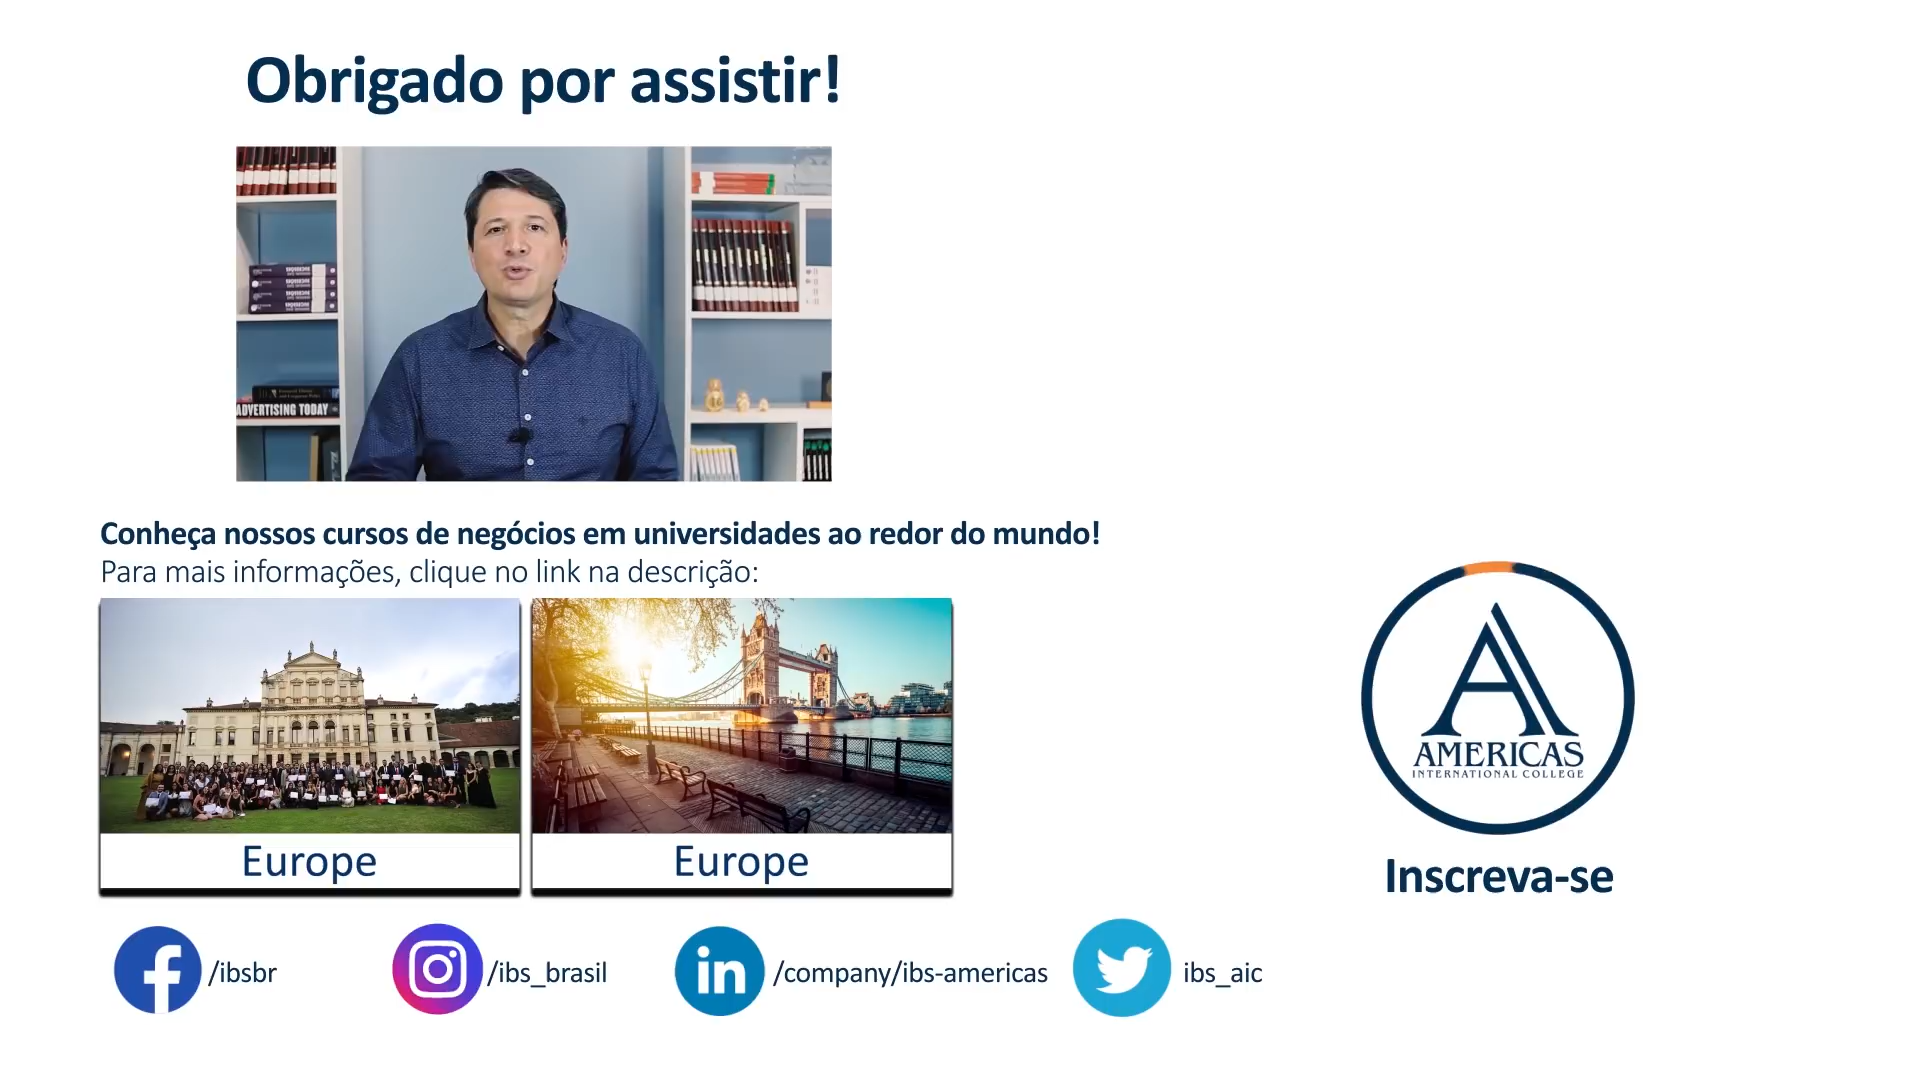 Obrigado por assistir!
ADVERTISING TODAY
Conheça nossos cursos de negócios em universidades ao redor do mundo!
Para mais informações, clique no link na descrição:
Europe
Europe
AMERICAS
INTERNATIONAL COLLEGE
Inscreva-se
/ibsbr
/ibs_brasil
/company/ibs-americas
ibs_aic